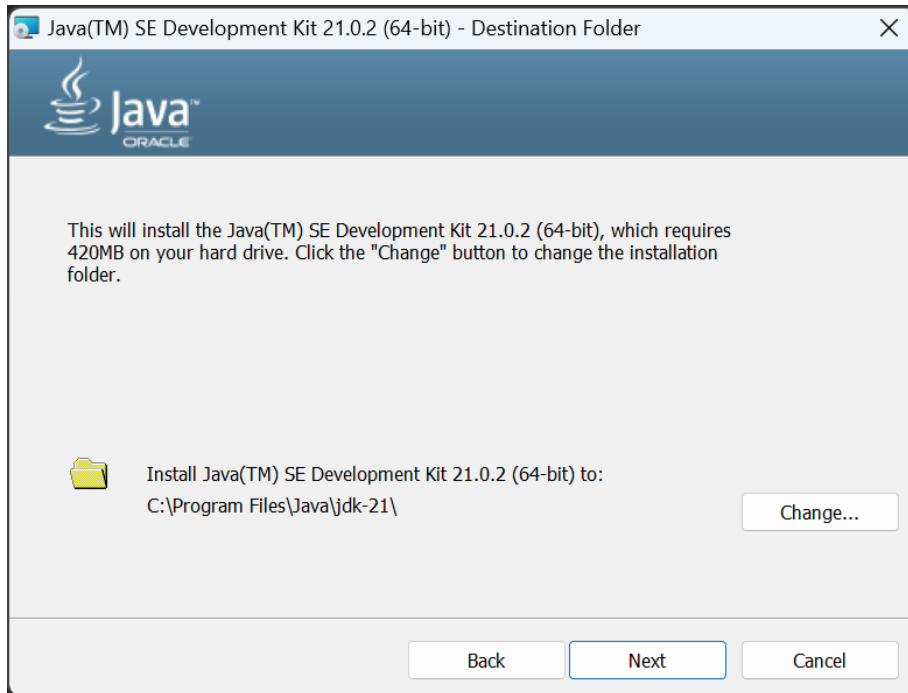 Java(TM) SE Development Kit 21.0.2 (64-bit) - Destination Folder
Java™
ORACLE
This will install the Java(TM) SE Development Kit 21.0.2 (64-bit), which requires
420MB on your hard drive. Click the "Change" button to change the installation
folder.
Install Java(TM) SE Development Kit 21.0.2 (64-bit) to:
C:\Program Files\Java\jdk-21\
Change...
Back
Next
Cancel